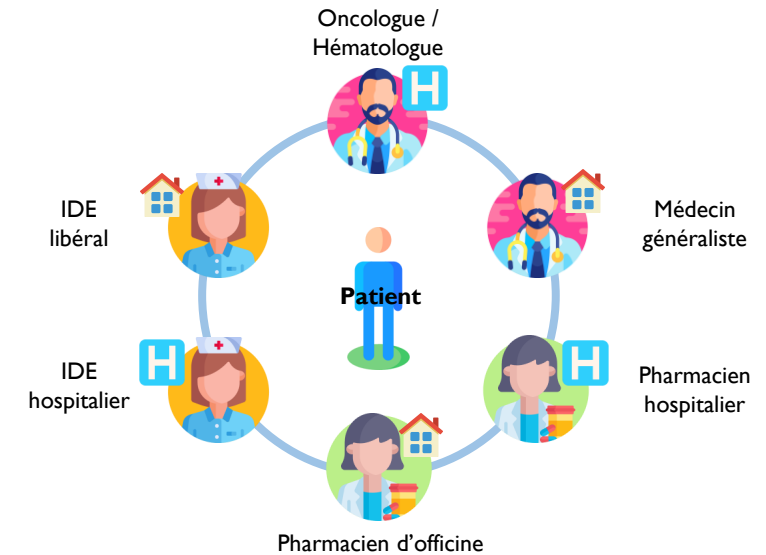 Oncologue /
Hématologue
H
IDE
libéral
Médecin
généraliste
Patient
H
IDE
hospitalier
H
Pharmacien
hospitalier
Pharmacien d'officine